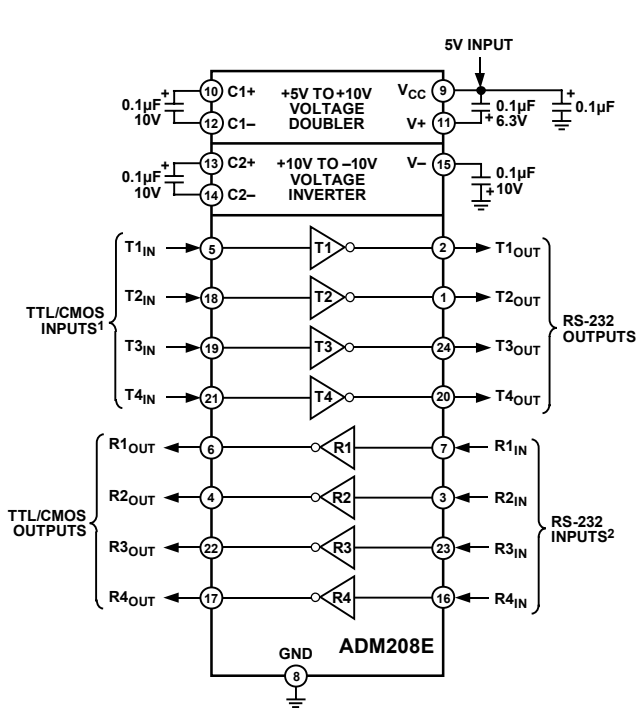 5V INPUT
0.1µF
10V
+
10 C1+
12 C1–
+5V TO +10V
VOLTAGE
DOUBLER
VCC 9
V+ 11
+
0.1µF
6.3V
+
0.1µF
0.1µF
10V
+
13 C2+
14 C2–
+10V TO –10V
VOLTAGE
INVERTER
V– 15
0.1µF
+
10V
TTL/CMOS
INPUTS1
T1IN 5 T1 2 T1OUT
T2IN 18 T2 1 T2OUT
T3IN 19 T3 24 T3OUT
T4IN 21 T4 20 T4OUT
RS-232
OUTPUTS
TTL/CMOS
OUTPUTS
R1OUT 6 R1 7 R1IN
R2OUT 4 R2 3 R2IN
R3OUT 22 R3 23 R3IN
R4OUT 17 R4 16 R4IN
RS-232
INPUTS2
GND
8
ADM208E